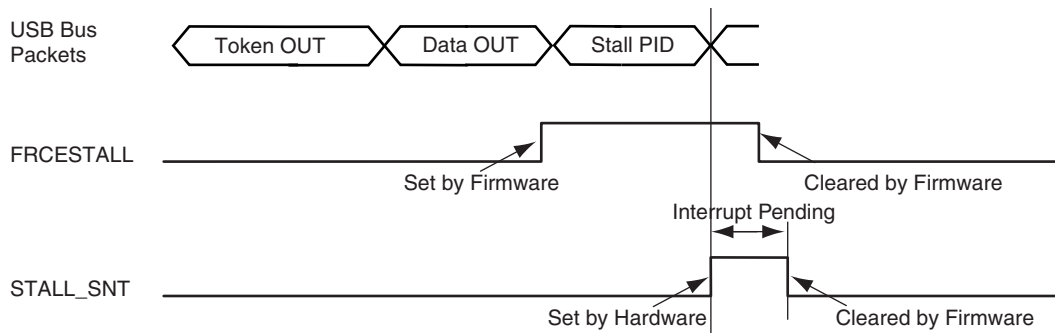 USB Bus
Packets
Token OUT
Data OUT
Stall PID
FRCESTALL
Set by Firmware
Cleared by Firmware
Interrupt Pending
STALL_SNT
Set by Hardware
Cleared by Firmware